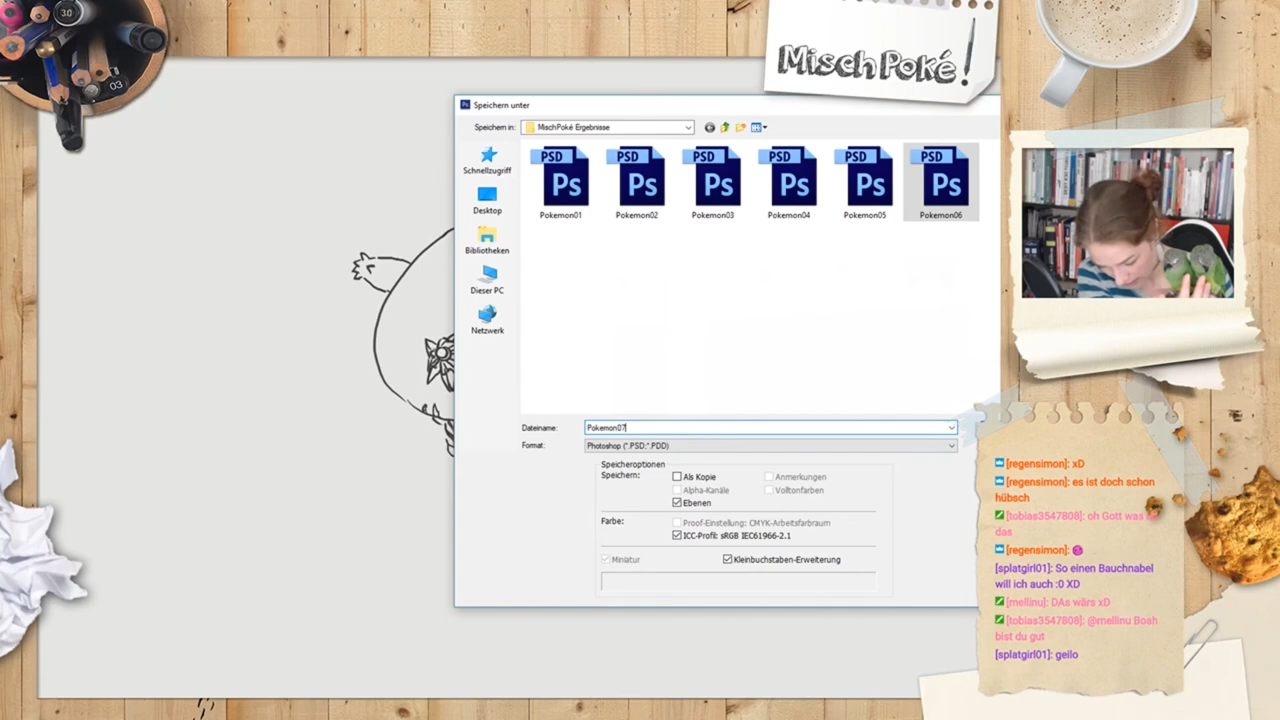 30
03
MischPoké!
Speichern unter
Speichern in: MischPoké Ergebnisse
Schnellzugriff
Desktop
Bibliotheken
Dieser PC
Netzwerk
PSD PSD PSD PSD PSD PSD
Ps Ps Ps Ps Ps Ps
Pokemon01 Pokemon02 Pokemon03 Pokemon04 Pokemon05 Pokemon06
Dateiname: Pokemon07
Format: Photoshop (*.PSD;*.PDD)
Speicheroptionen
Speichern: Als Kopie Anmerkungen
Alpha-Kanäle Volltonfarben
Ebenen
Farbe: Proof-Einstellung: CMYK-Arbeitsfarbraum
ICC-Profil: sRGB IEC61966-2.1
Miniatur Kleinbuchstaben-Erweiterung
[regensimon]: xD
[regensimon]: es ist doch schon
hübsch
[tobias3547808]: oh Gott was
das
[regensimon]:
[splatgirl01]: So einen Bauchnabel
will ich auch :0 XD
[mellinu]: DAs wärs xD
[tobias3547808]: @mellinu Boah
bist du gut
[splatgirl01]: geilo